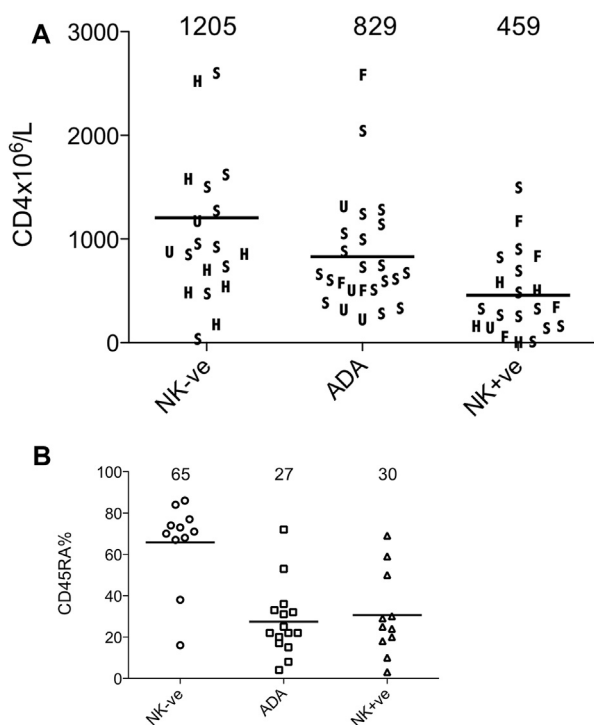 A
1205 829 459
CD4x10⁶/L
3000
2000
1000
0
S
H
H S S
S
H
U S H S S H
H S
H S H
H
S
F
S
U S S
S S S
S
S S S
S S F U F S S S S
S U S S
U
S
F
S S F
S
H S H
S S S S F
H U S S
F H S
NK-ve ADA NK+ve
B
65 27 30
CD45RA%
100
80
60
40
20
0
NK-ve ADA NK+ve